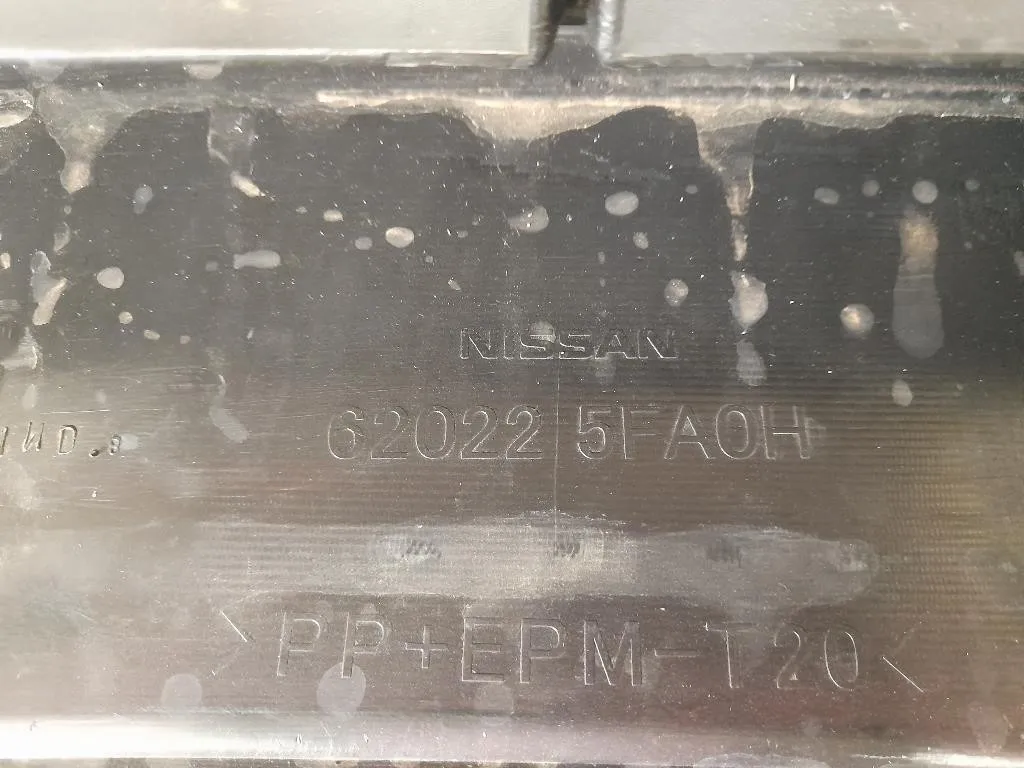 NISSAN
62022 5FA0H
>PP+EPM-T20<